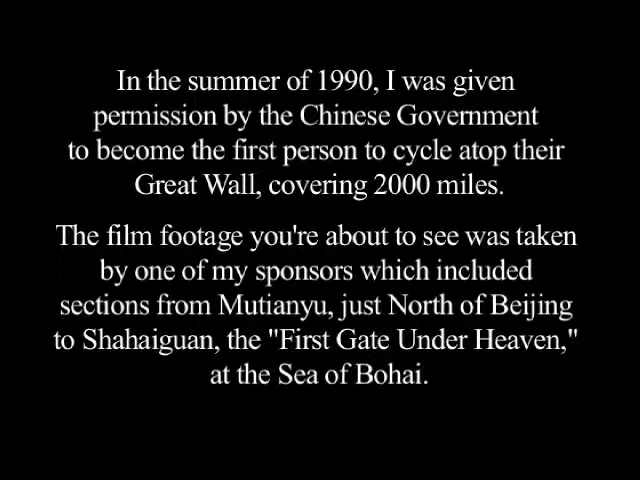 In the summer of 1990, I was given
permission by the Chinese Government
to become the first person to cycle atop their
Great Wall, covering 2000 miles.
The film footage you're about to see was taken
by one of my sponsors which included
sections from Mutianyu, just North of Beijing
to Shahaiguan, the "First Gate Under Heaven,"
at the Sea of Bohai.